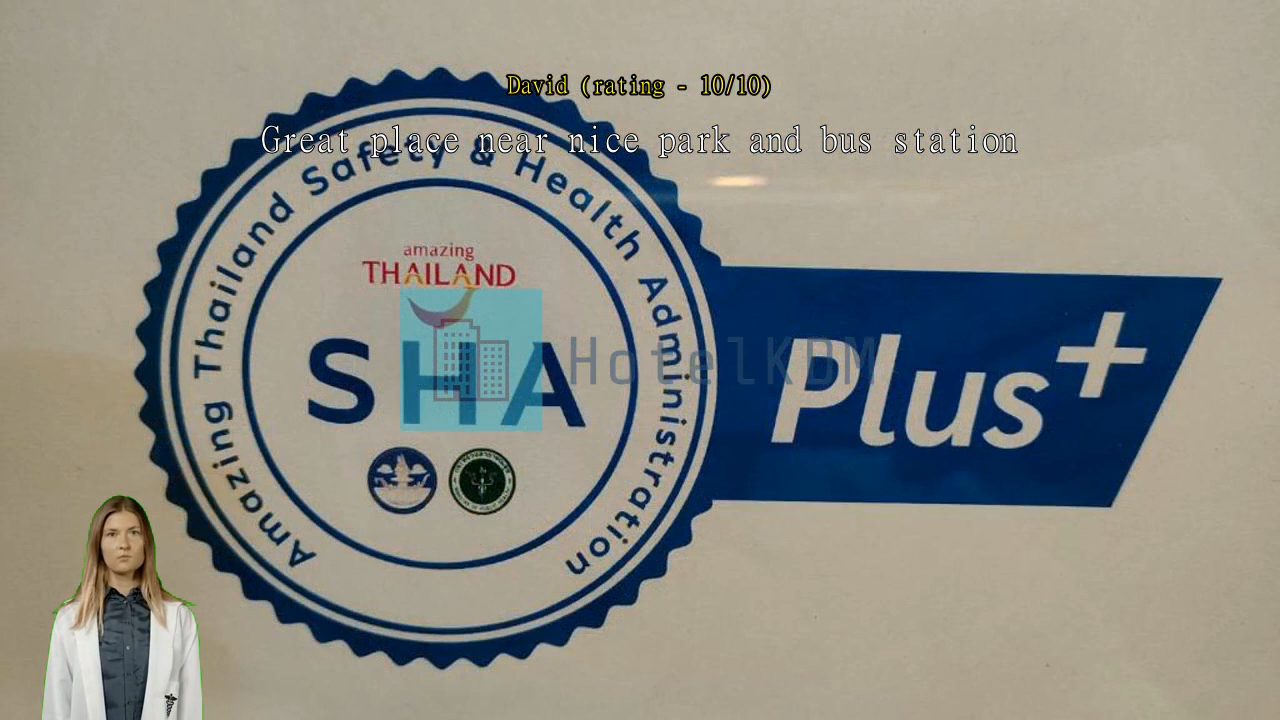 David (rating - 10/10)
Great place near nice park and bus station
Amazing Thailand Safety & Health Administration
amazing
THAILAND
SHA
Plus+
HotelKDM